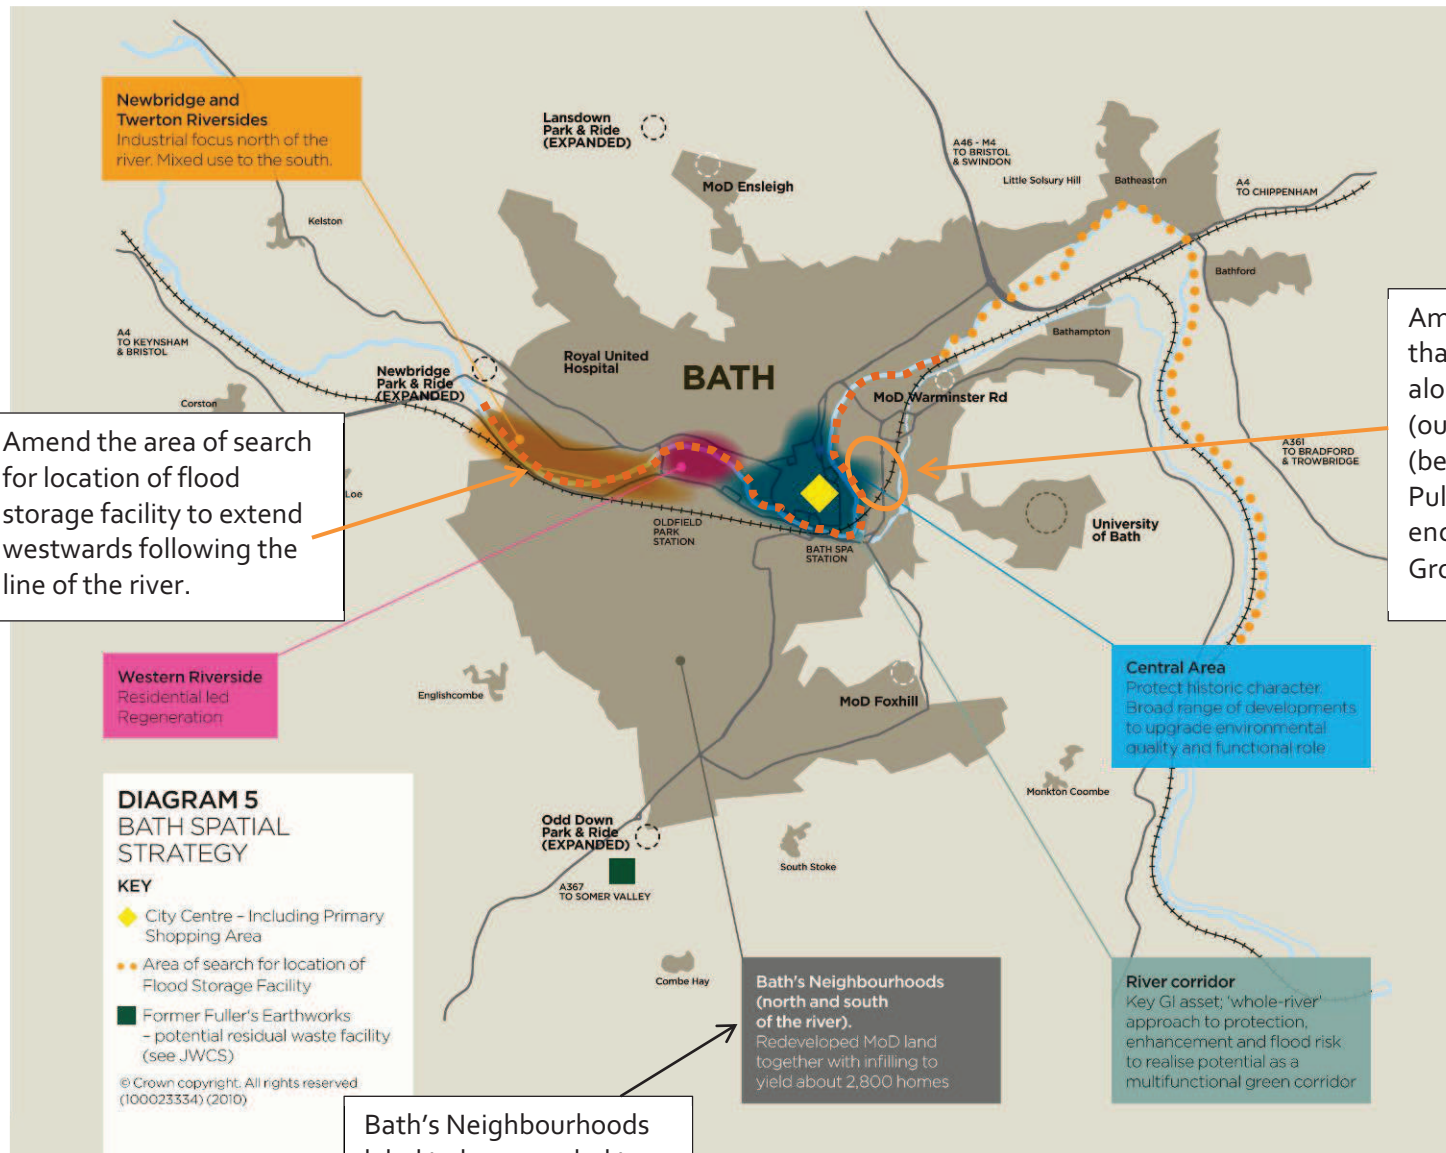 Newbridge and
Twerton Riversides
Industrial focus north of the
river. Mixed use to the south.
Lansdown
Park & Ride
(EXPANDED)
MoD Ensleigh
A46 - M4
TO BRISTOL
& SWINDON
Little Solsury Hill
Batheaston
A4
TO CHIPPENHAM
Kelston
Bathford
A4
TO KEYNSHAM
& BRISTOL
Bathampton
Royal United
Hospital
BATH
Newbridge
Park & Ride
(EXPANDED)
MoD Warminster Rd
Corston
Amend the area of search
for location of flood
storage facility to extend
westwards following the
line of the river.
Loe
Am
tha
alo
(ou
(be
Pul
enc
Gro
A361
TO BRADFORD
& TROWBRIDGE
OLDFIELD
PARK
STATION
BATH SPA
STATION
University
of Bath
Western Riverside
Residential led
Regeneration
Englishcombe
MoD Foxhill
Central Area
Protect historic character.
Broad range of developments
to upgrade environmental
quality and functional role
Monkton Coombe
DIAGRAM 5
BATH SPATIAL
STRATEGY
KEY
City Centre – Including Primary
Shopping Area
Area of search for location of
Flood Storage Facility
Former Fuller's Earthworks
– potential residual waste facility
(see JWCS)
© Crown copyright. All rights reserved
(100023334) (2010)
Odd Down
Park & Ride
(EXPANDED)
A367
TO SOMER VALLEY
South Stoke
Combe Hay
Bath's Neighbourhoods
(north and south
of the river).
Redeveloped MoD land
together with infilling to
yield about 2,800 homes
River corridor
Key GI asset; 'whole-river'
approach to protection,
enhancement and flood risk
to realise potential as a
multifunctional green corridor
Bath's Neighbourhoods